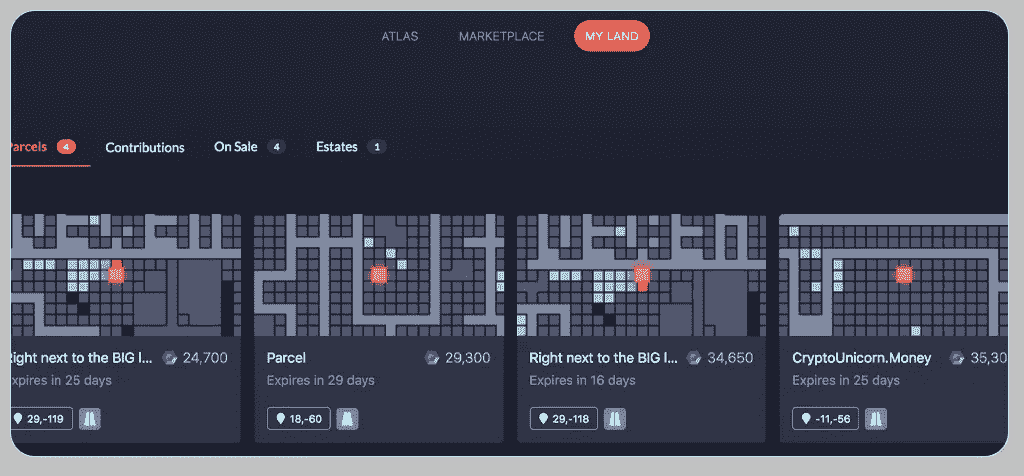 ATLAS MARKETPLACE MY LAND
Parcels 4 Contributions On Sale 4 Estates 1
Right next to the BIG l... 24,700
Expires in 25 days
29,-119
Parcel 29,300
Expires in 29 days
18,-60
Right next to the BIG l... 34,650
Expires in 16 days
29,-118
CryptoUnicorn.Money 35,30
Expires in 25 days
-11,-56